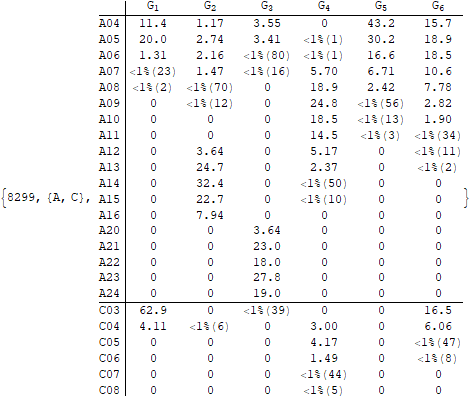 G1 G2 G3 G4 G5 G6
A04 11.4 1.17 3.55 0 43.2 15.7
A05 20.0 2.74 3.41 <1%(1) 30.2 18.9
A06 1.31 2.16 <1%(80) <1%(1) 16.6 18.5
A07 <1%(23) 1.47 <1%(16) 5.70 6.71 10.6
A08 <1%(2) <1%(70) 0 18.9 2.42 7.78
A09 0 <1%(12) 0 24.8 <1%(56) 2.82
A10 0 0 0 18.5 <1%(13) 1.90
A11 0 0 0 14.5 <1%(3) <1%(34)
A12 0 3.64 0 5.17 0 <1%(11)
A13 0 24.7 0 2.37 0 <1%(2)
A14 0 32.4 0 <1%(50) 0 0
{8299, {A, C}, A15 0 22.7 0 <1%(10) 0 0 }
A16 0 7.94 0 0 0 0
A20 0 0 3.64 0 0 0
A21 0 0 23.0 0 0 0
A22 0 0 18.0 0 0 0
A23 0 0 27.8 0 0 0
A24 0 0 19.0 0 0 0
C03 62.9 0 <1%(39) 0 0 16.5
C04 4.11 <1%(6) 0 3.00 0 6.06
C05 0 0 0 4.17 0 <1%(47)
C06 0 0 0 1.49 0 <1%(8)
C07 0 0 0 <1%(44) 0 0
C08 0 0 0 <1%(5) 0 0